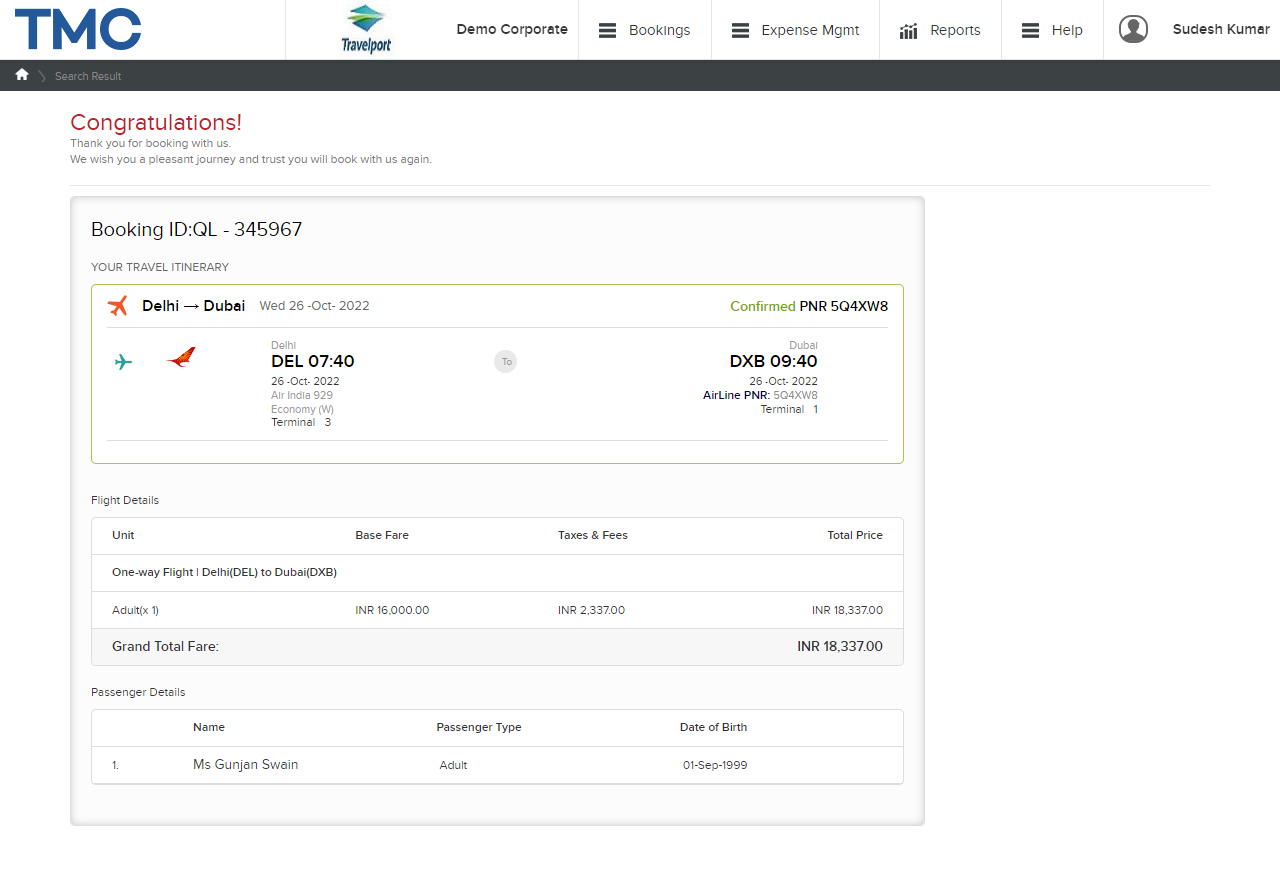 TMC
Travelport
Demo Corporate
Bookings
Expense Mgmt
Reports
Help
Sudesh Kumar
Search Result
Congratulations!
Thank you for booking with us.
We wish you a pleasant journey and trust you will book with us again.
Booking ID:QL - 345967
YOUR TRAVEL ITINERARY
Delhi → Dubai Wed 26 -Oct- 2022 Confirmed PNR 5Q4XW8
Delhi To Dubai
DEL 07:40 DXB 09:40
26 -Oct- 2022 26 -Oct- 2022
Air India 929 AirLine PNR: 5Q4XW8
Economy (W) Terminal 1
Terminal 3
Flight Details
Unit Base Fare Taxes & Fees Total Price
One-way Flight | Delhi(DEL) to Dubai(DXB)
Adult(x 1) INR 16,000.00 INR 2,337.00 INR 18,337.00
Grand Total Fare: INR 18,337.00
Passenger Details
Name Passenger Type Date of Birth
1. Ms Gunjan Swain Adult 01-Sep-1999